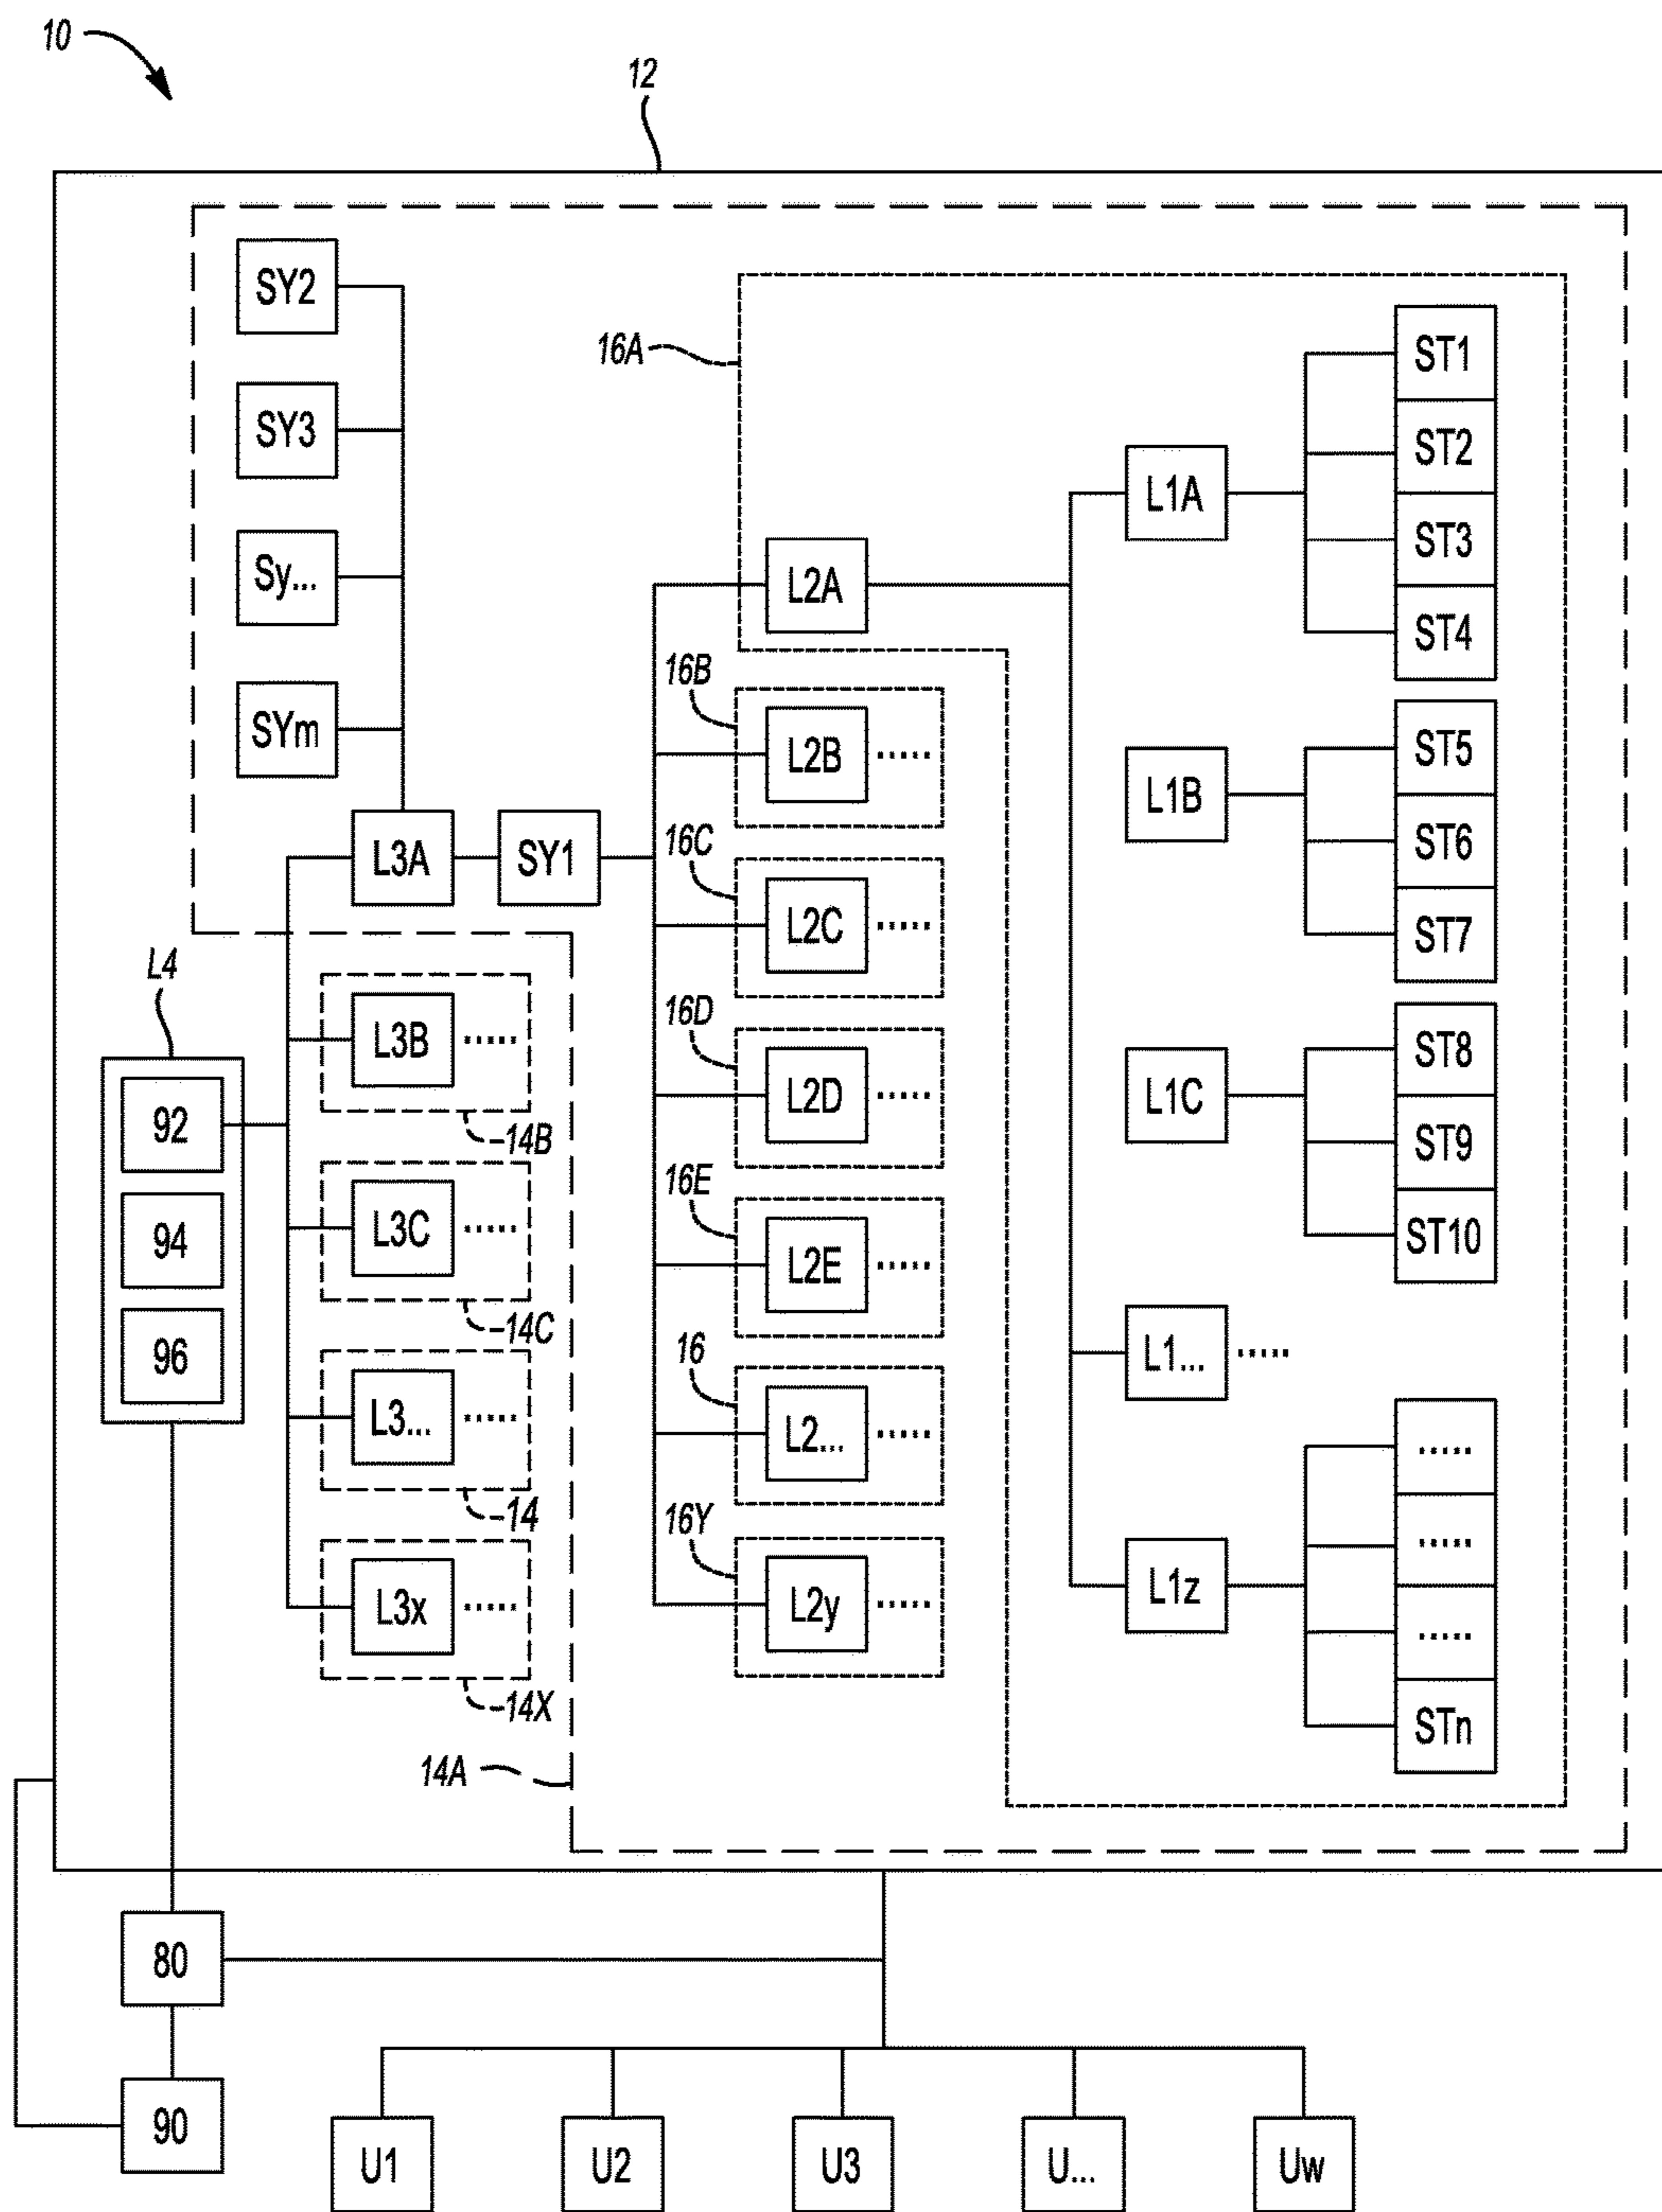 10
12
SY2
SY3
Sy...
SYm
16A
ST1
ST2
ST3
ST4
L1A
L2A
16B
L2B .....
ST5
ST6
ST7
L1B
L3A
SY1
16C
L2C .....
L4
92
94
96
L3B .....
14B
L3C .....
14C
L3... .....
14
L3x .....
14X
14A
16D
L2D .....
16E
L2E .....
16
L2... .....
16Y
L2y .....
L1C
ST8
ST9
ST10
L1... .....
L1z
.....
.....
.....
STn
80
90
U1
U2
U3
U...
Uw